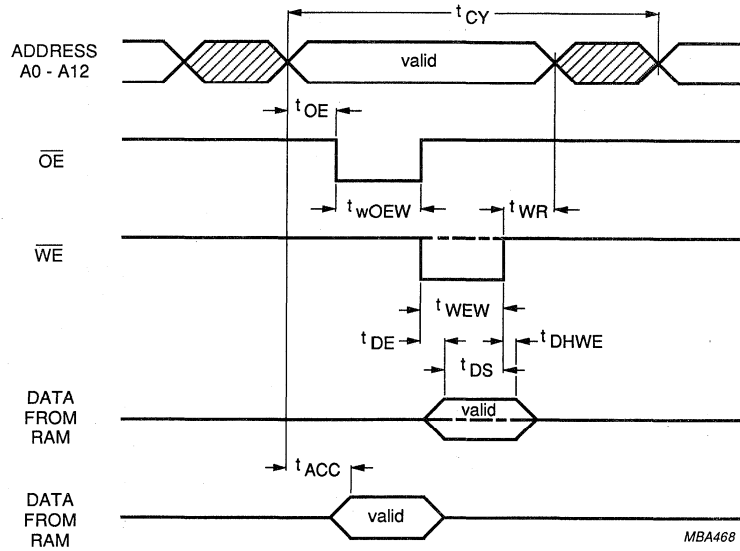 t CY
ADDRESS
A0 - A12
valid
t OE
OE
t wOEW
t WR
WE
t WEW
t DE
t DHWE
t DS
DATA
FROM
RAM
valid
t ACC
DATA
FROM
RAM
valid
MBA468